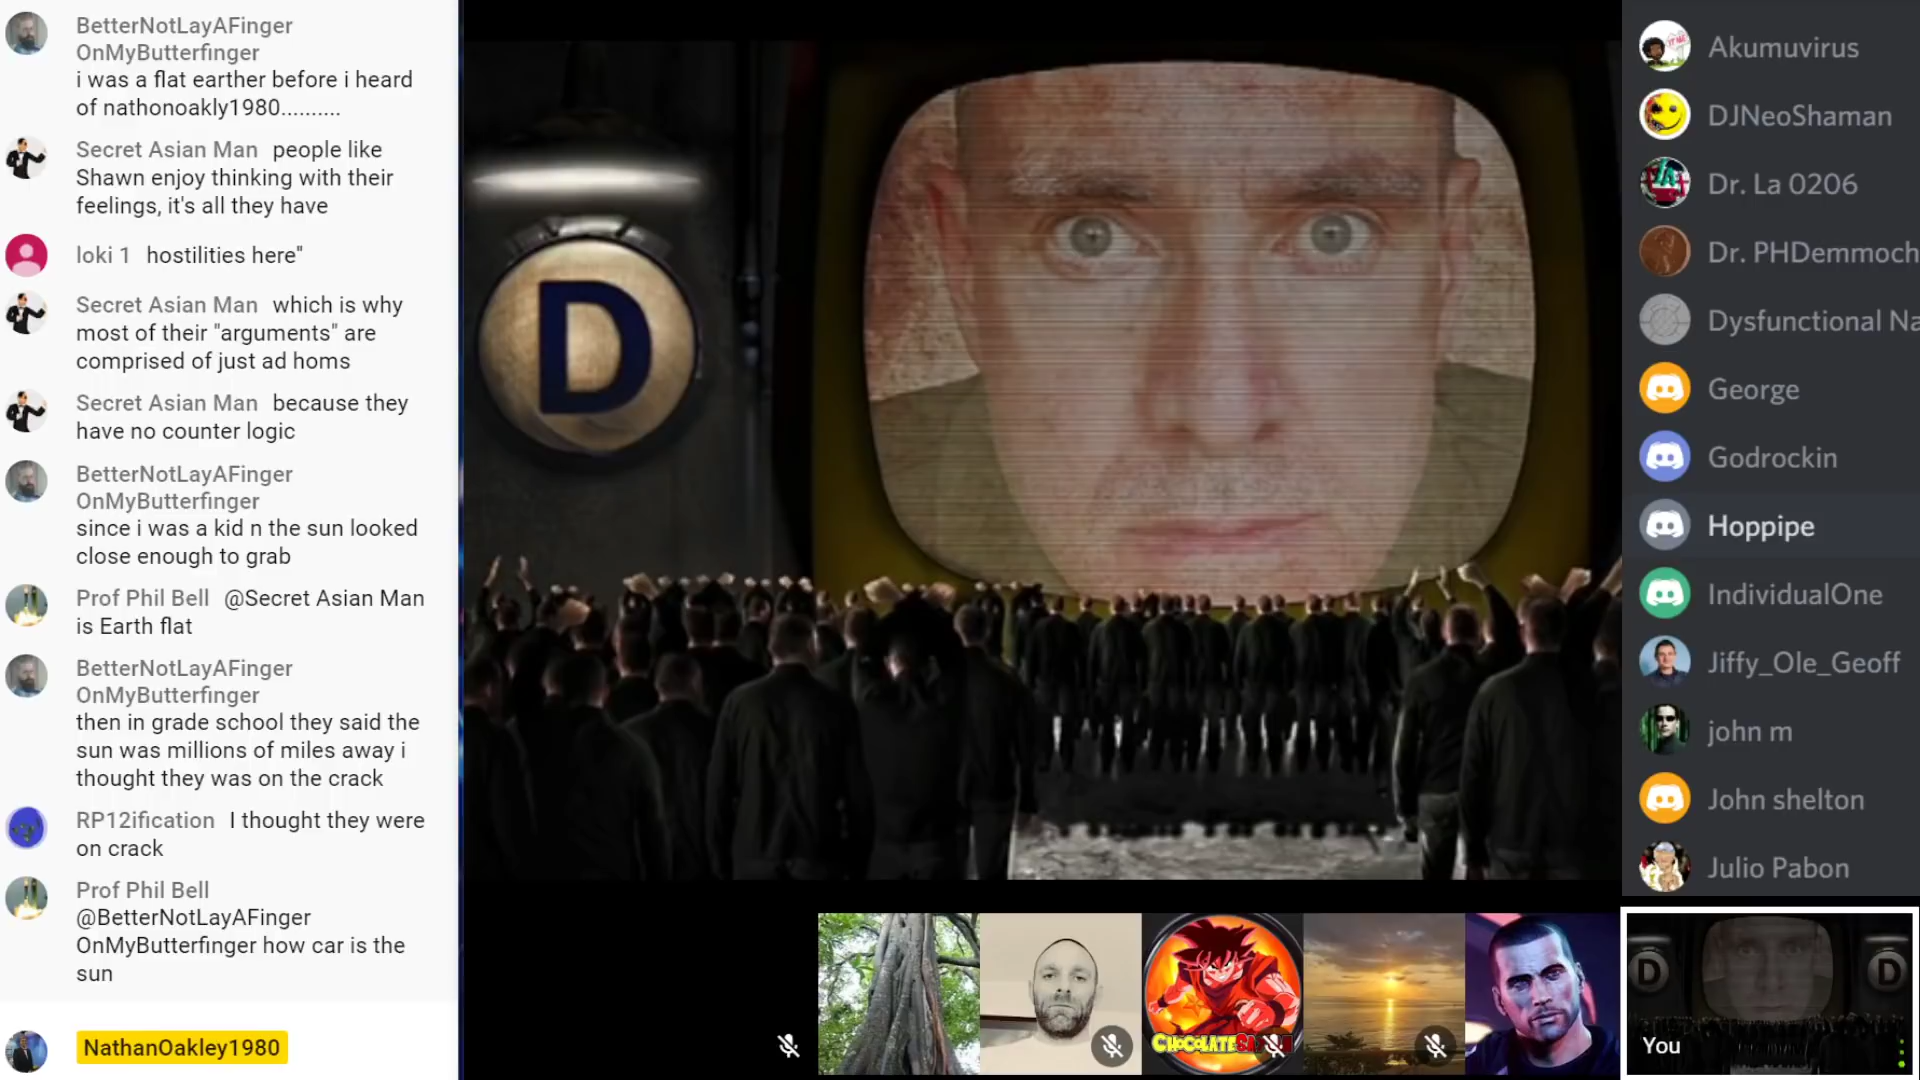 BetterNotLayAFinger
OnMyButterfinger
i was a flat earther before i heard
of nathonoakly1980..........
Secret Asian Man people like
Shawn enjoy thinking with their
feelings, it's all they have
loki 1 hostilities here"
Secret Asian Man which is why
most of their "arguments" are
comprised of just ad homs
Secret Asian Man because they
have no counter logic
BetterNotLayAFinger
OnMyButterfinger
since i was a kid n the sun looked
close enough to grab
Prof Phil Bell @Secret Asian Man
is Earth flat
BetterNotLayAFinger
OnMyButterfinger
then in grade school they said the
sun was millions of miles away i
thought they was on the crack
RP12ification I thought they were
on crack
Prof Phil Bell
@BetterNotLayAFinger
OnMyButterfinger how car is the
sun
NathanOakley1980
D
Akumuvirus
DJNeoShaman
Dr. La 0206
Dr. PHDemmoch
Dysfunctional Na
George
Godrockin
Hoppipe
IndividualOne
Jiffy_Ole_Geoff
john m
John shelton
Julio Pabon
D
D
You